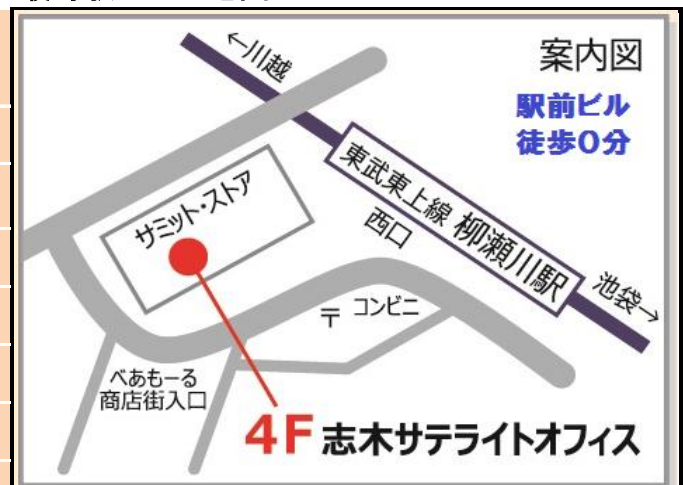 ←川越
案内図
駅前ビル
徒歩0分
東武東上線 柳瀬川駅
サミット・ストア
西口
池袋→
〒 コンビニ
べあもーる
商店街入口
4F 志木サテライトオフィス